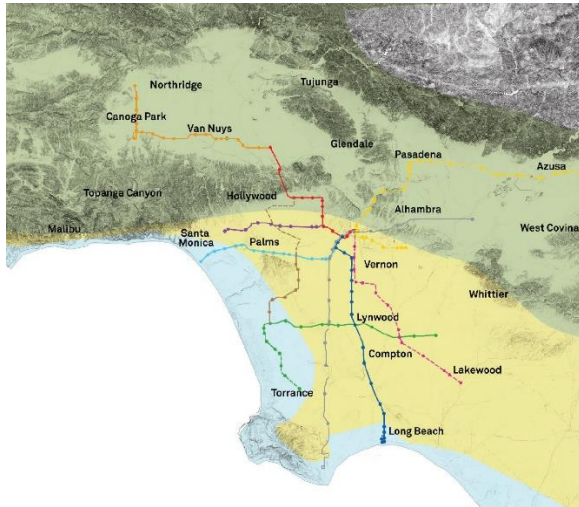 Northridge
Tujunga
Canoga Park
Van Nuys
Glendale
Pasadena
Azusa
Topanga Canyon
Hollywood
Alhambra
Malibu
Santa
Monica
Palms
West Covina
Vernon
Whittier
Lynwood
Compton
Lakewood
Torrance
Long Beach